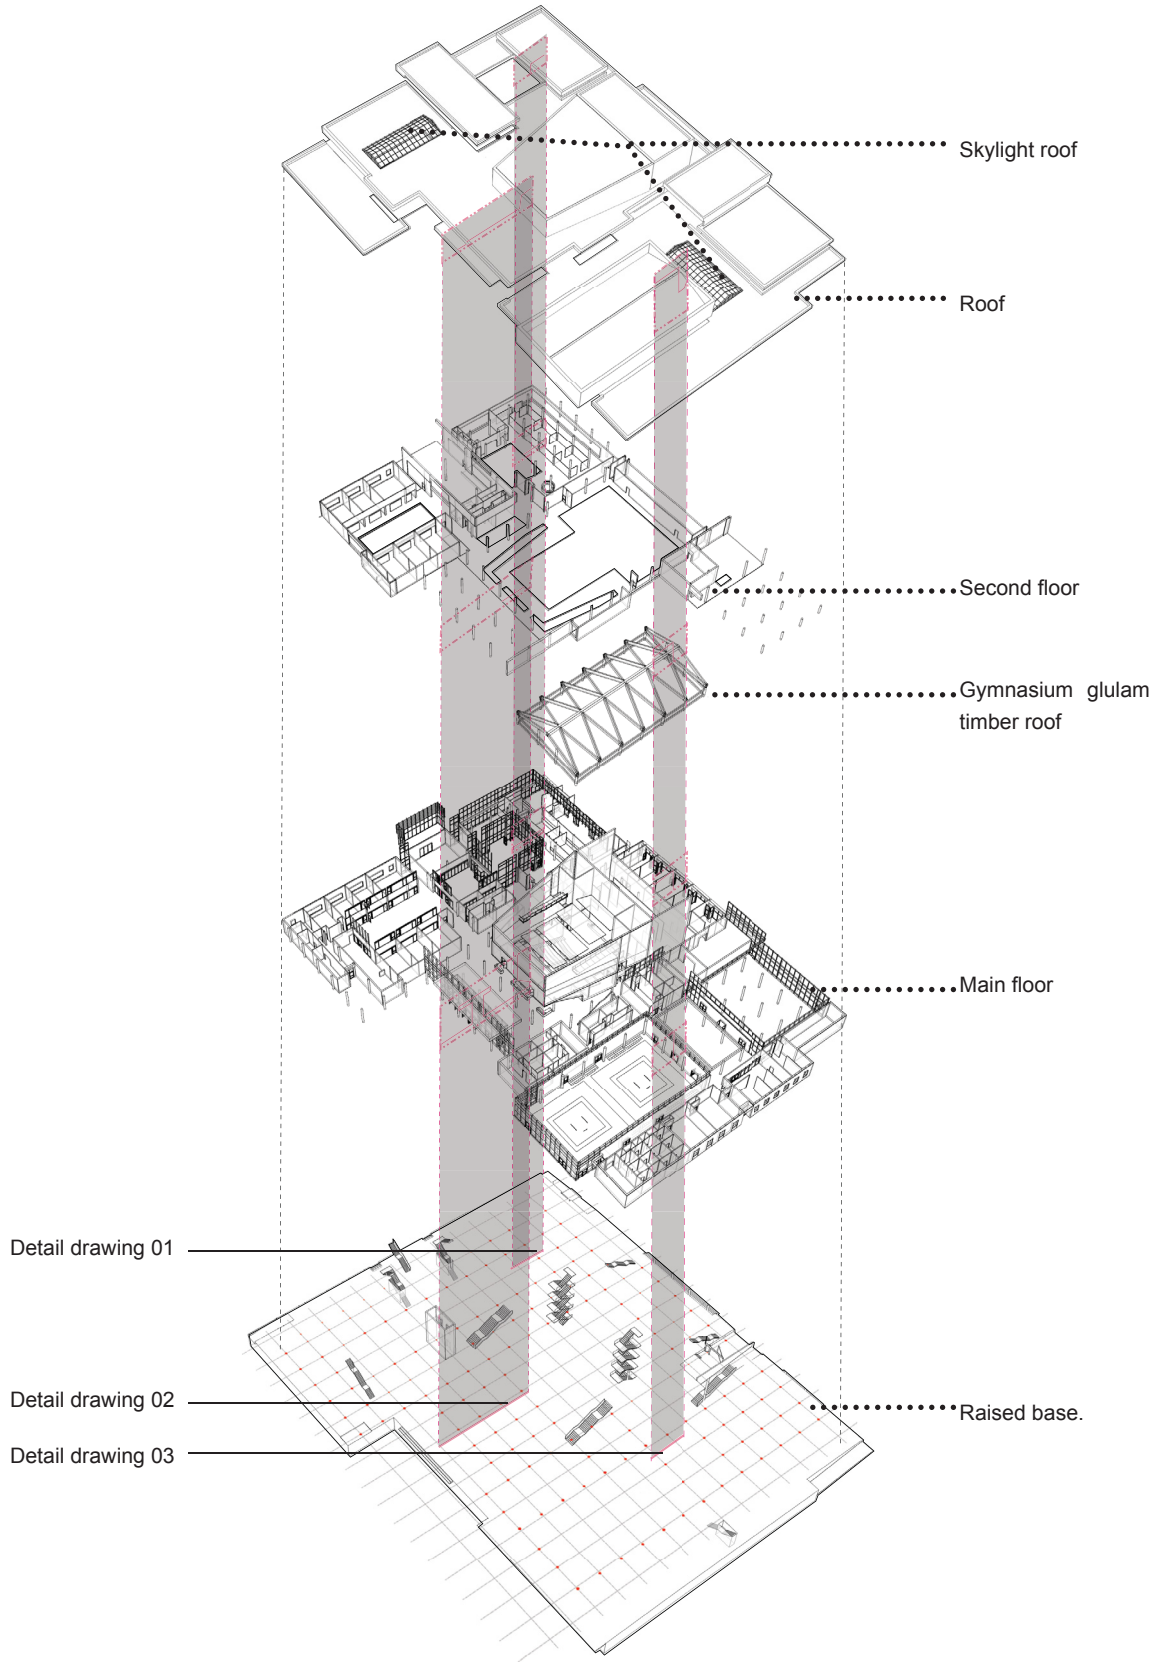 Skylight roof
Roof
Second floor
Gymnasium glulam
timber roof
Main floor
Detail drawing 01
Detail drawing 02
Raised base.
Detail drawing 03